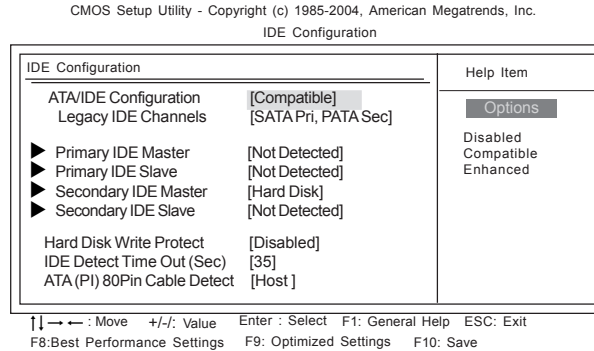 CMOS Setup Utility - Copyright (c) 1985-2004, American Megatrends, Inc.
IDE Configuration
IDE Configuration
ATA/IDE Configuration [Compatible]
Legacy IDE Channels [SATA Pri, PATA Sec]
▶ Primary IDE Master [Not Detected]
▶ Primary IDE Slave [Not Detected]
▶ Secondary IDE Master [Hard Disk]
▶ Secondary IDE Slave [Not Detected]
Hard Disk Write Protect [Disabled]
IDE Detect Time Out (Sec) [35]
ATA (PI) 80Pin Cable Detect [Host ]
Help Item
Options
Disabled
Compatible
Enhanced
↑↓→← : Move +/-/: Value Enter : Select F1: General Help ESC: Exit
F8:Best Performance Settings F9: Optimized Settings F10: Save